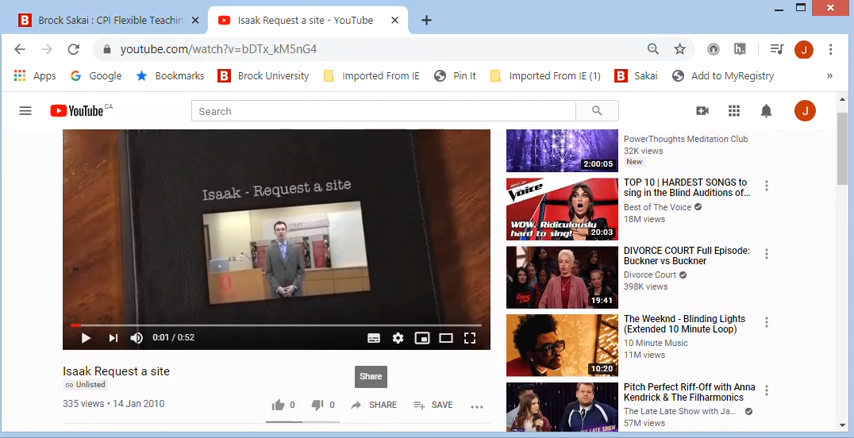 Brock Sakai : CPI Flexible Teachin
Isaak Request a site - YouTube
youtube.com/watch?v=bDTx_kM5nG4
Apps
Google
Bookmarks
Brock University
Imported From IE
Pin It
Imported From IE (1)
Sakai
Add to MyRegistry
»
YouTube CA
Search
J
Isaak - Request a site
0:01 / 0:52
Isaak Request a site
Unlisted
Share
335 views • 14 Jan 2010
0
0
SHARE
SAVE
PowerThoughts Meditation Club
32K views
New
2:00:05
TOP 10 | HARDEST SONGS to
sing in the Blind Auditions of...
Best of The Voice
18M views
Voice
WOW. Ridiculously
hard to sing!
20:03
DIVORCE COURT Full Episode:
Buckner vs Buckner
Divorce Court
398K views
19:41
The Weeknd - Blinding Lights
(Extended 10 Minute Loop)
10 Minute Music
11M views
10:20
Pitch Perfect Riff-Off with Anna
Kendrick & The Filharmonics
The Late Late Show with Ja...
57M views